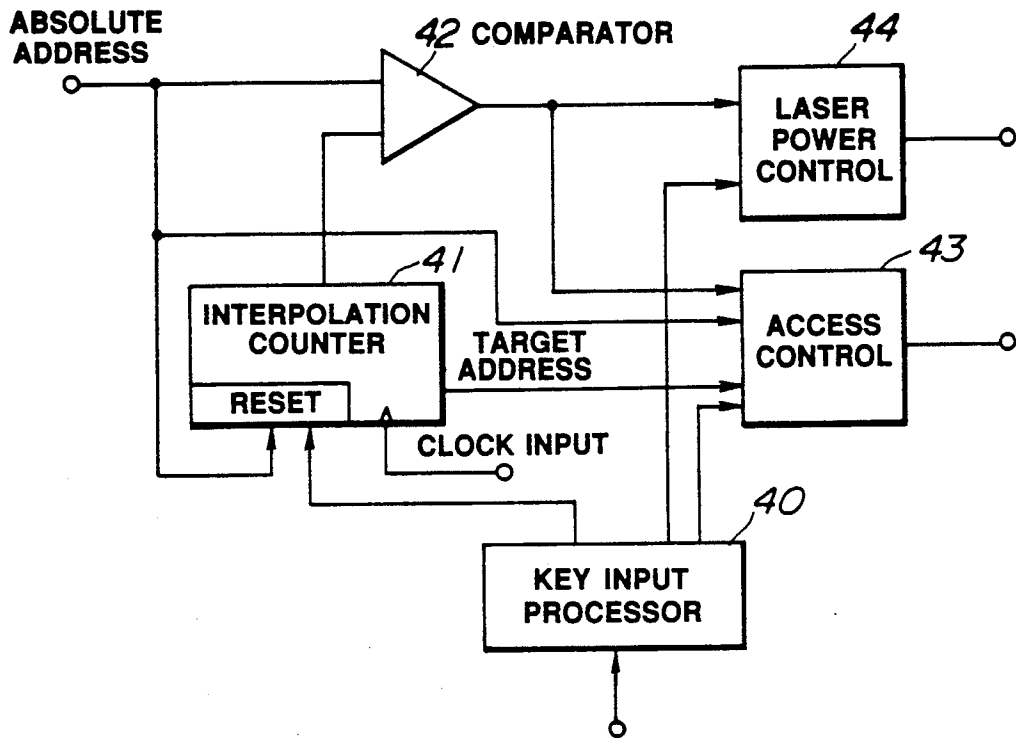 ABSOLUTE
ADDRESS
42 COMPARATOR
44
LASER
POWER
CONTROL
41
INTERPOLATION
COUNTER
RESET
TARGET
ADDRESS
CLOCK INPUT
43
ACCESS
CONTROL
40
KEY INPUT
PROCESSOR